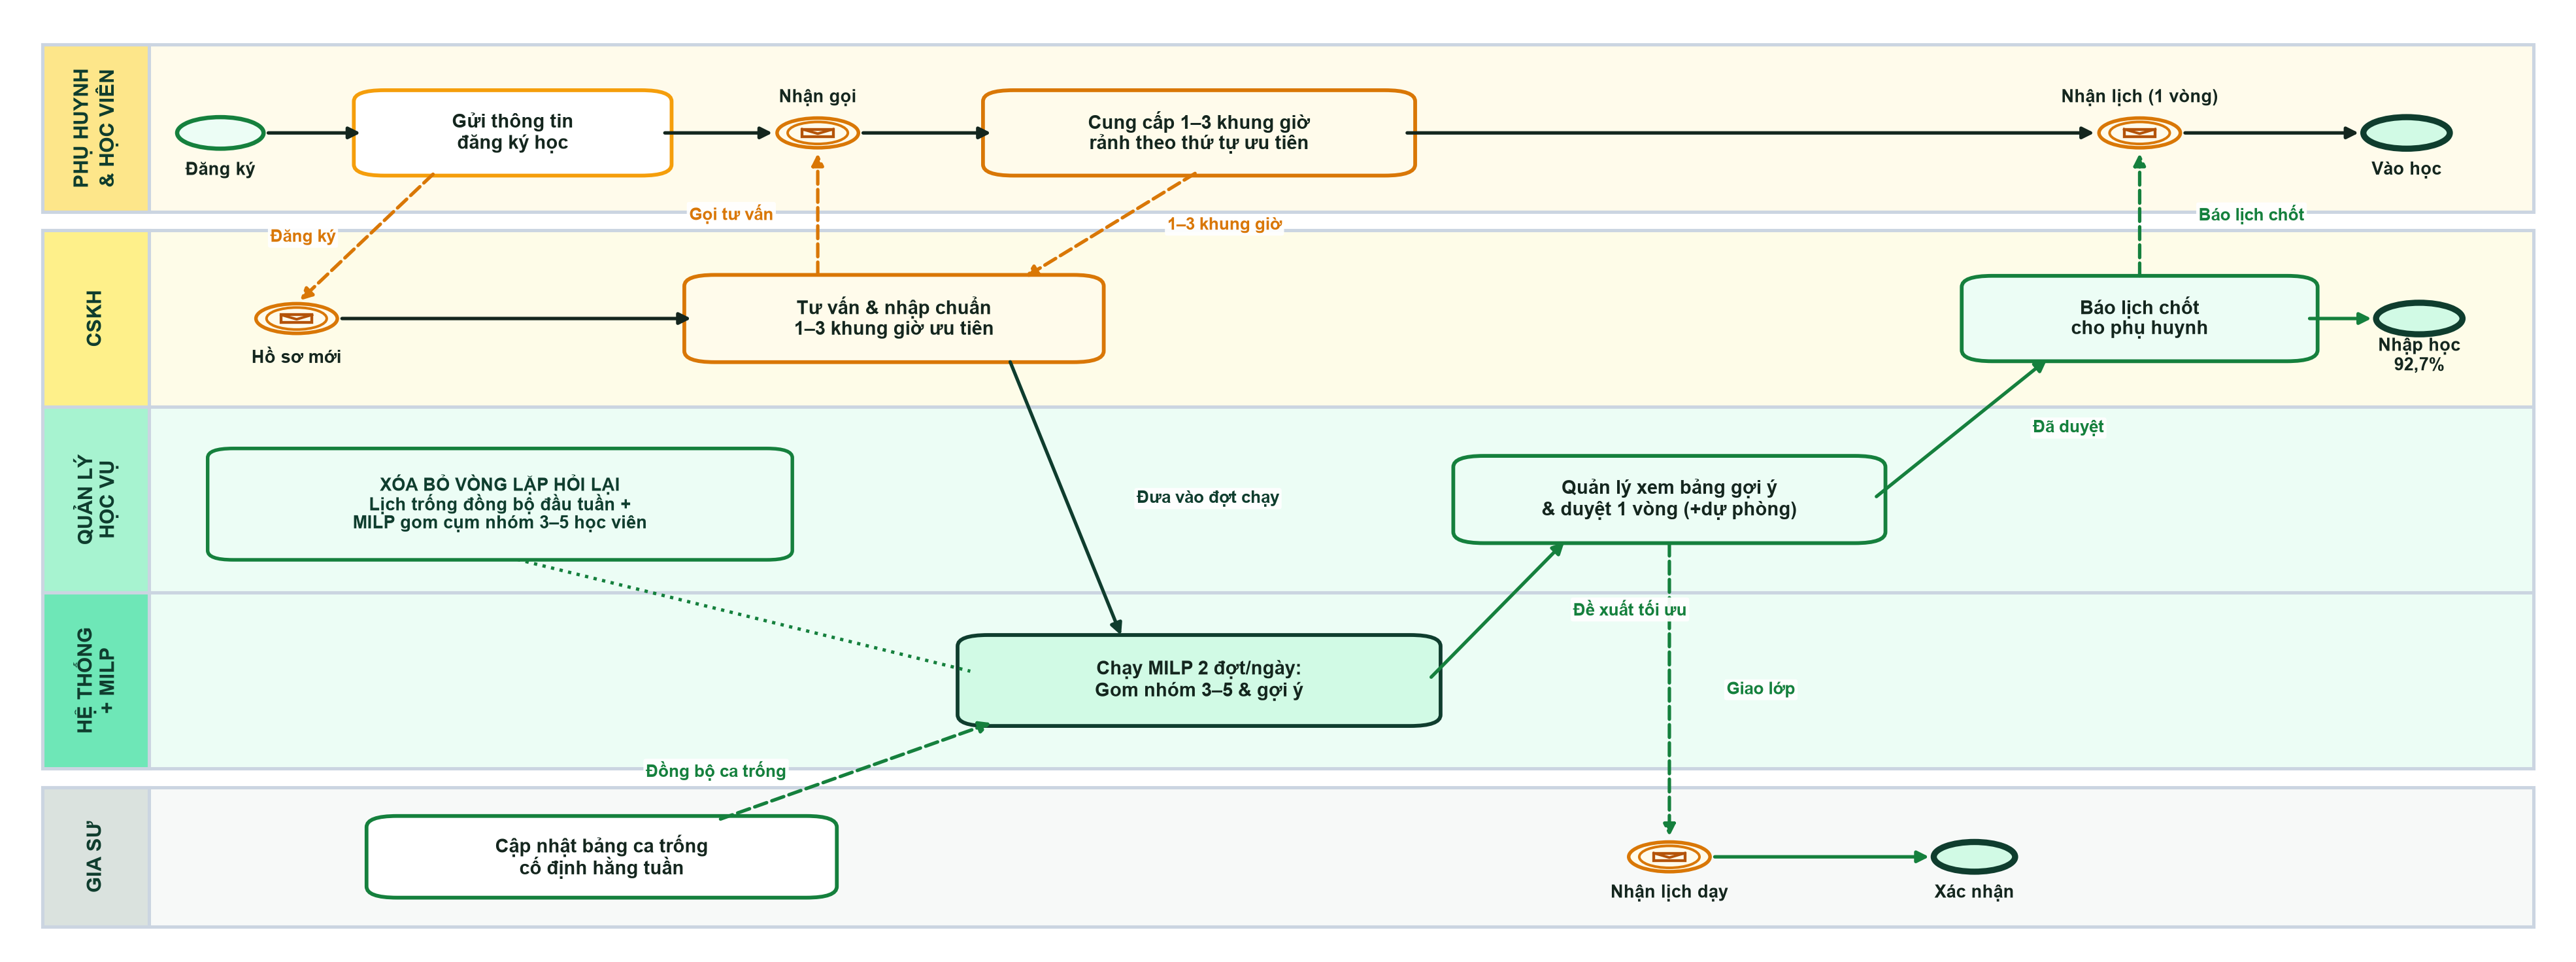 PHỤ HUYNH
& HỌC VIÊN
Đăng ký
Gửi thông tin
đăng ký học
Nhận gọi
Cung cấp 1–3 khung giờ
rảnh theo thứ tự ưu tiên
Nhận lịch (1 vòng)
Vào học
Đăng ký
Gọi tư vấn
1–3 khung giờ
Báo lịch chốt
CSKH
Hồ sơ mới
Tư vấn & nhập chuẩn
1–3 khung giờ ưu tiên
Báo lịch chốt
cho phụ huynh
Nhập học
92,7%
QUẢN LÝ
HỌC VỤ
XÓA BỎ VÒNG LẶP HỎI LẠI
Lịch trống đồng bộ đầu tuần +
MILP gom cụm nhóm 3–5 học viên
Đưa vào đợt chạy
Quản lý xem bảng gợi ý
& duyệt 1 vòng (+dự phòng)
Đã duyệt
HỆ THỐNG
+ MILP
Chạy MILP 2 đợt/ngày:
Gom nhóm 3–5 & gợi ý
Đề xuất tối ưu
Giao lớp
Đồng bộ ca trống
GIA SƯ
Cập nhật bảng ca trống
cố định hằng tuần
Nhận lịch dạy
Xác nhận